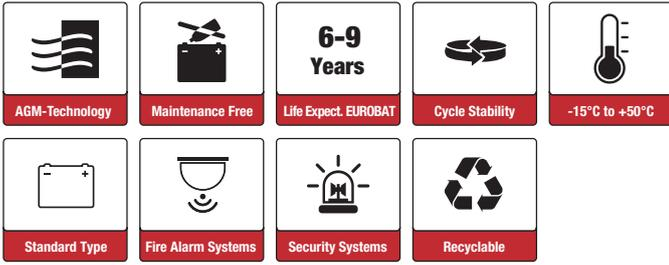 6-9
Years
AGM-Technology
Maintenance Free
Life Expect. EUROBAT
Cycle Stability
-15°C to +50°C
Standard Type
Fire Alarm Systems
Security Systems
Recyclable